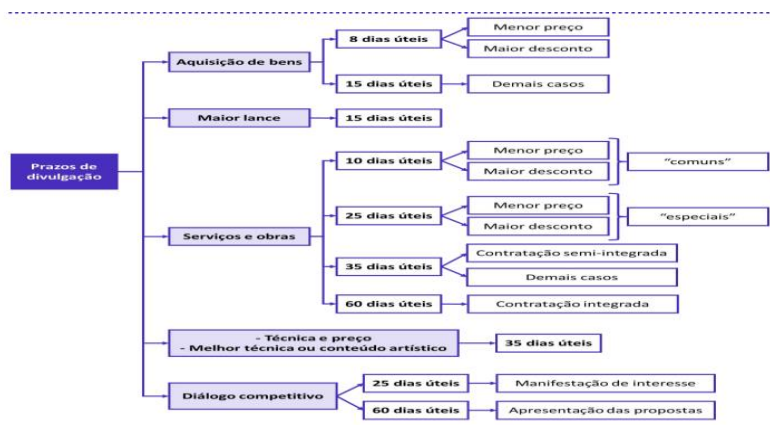 Prazos de
divulgação
Aquisição de bens
8 dias úteis
Menor preço
Maior desconto
15 dias úteis
Demais casos
Maior lance
15 dias úteis
Serviços e obras
10 dias úteis
Menor preço
Maior desconto
"comuns"
25 dias úteis
Menor preço
Maior desconto
"especiais"
35 dias úteis
Contratação semi-integrada
Demais casos
60 dias úteis
Contratação integrada
- Técnica e preço
- Melhor técnica ou conteúdo artístico
35 dias úteis
Diálogo competitivo
25 dias úteis
Manifestação de interesse
60 dias úteis
Apresentação das propostas